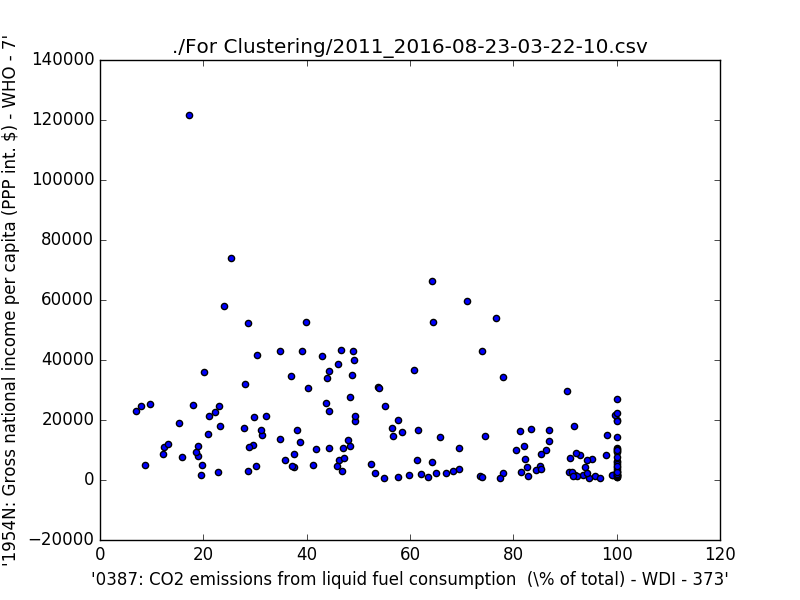 ./For Clustering/2011_2016-08-23-03-22-10.csv
'1954N: Gross national income per capita (PPP int. $) - WHO - 7'
140000
120000
100000
80000
60000
40000
20000
0
−20000
0 20 40 60 80 100 120
'0387: CO2 emissions from liquid fuel consumption  (\% of total) - WDI - 373'